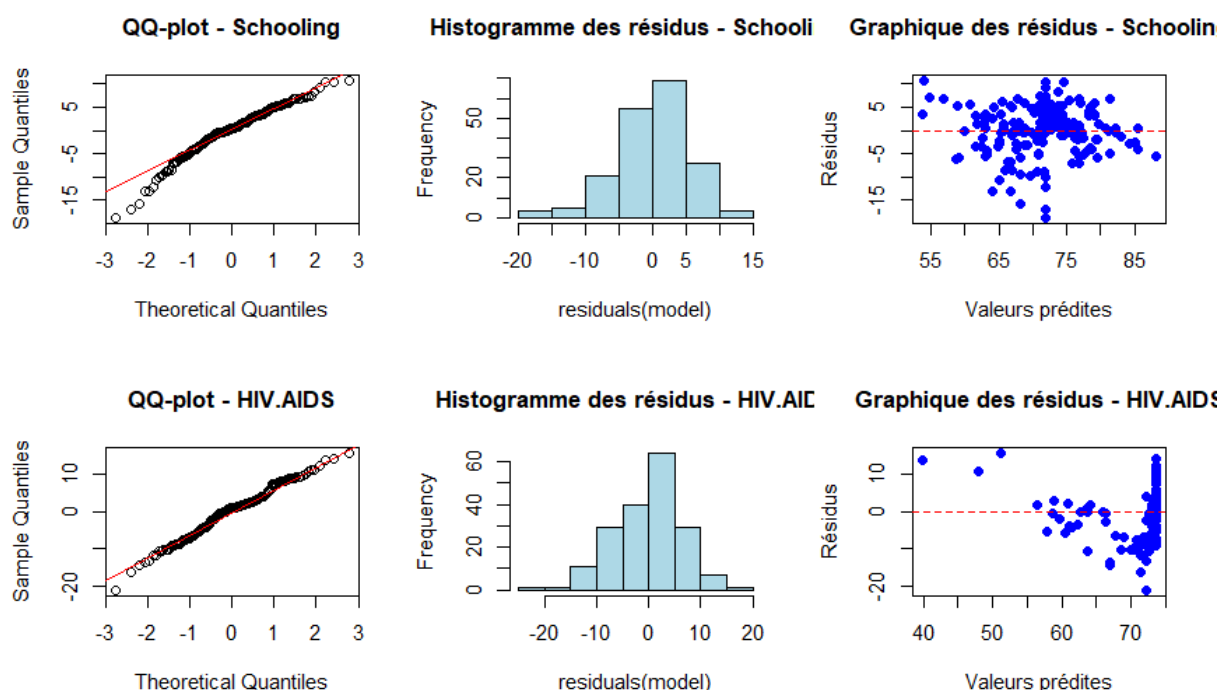 QQ-plot - Schooling
Sample Quantiles
5
-5
-15
-3 -2 -1 0 1 2 3
Theoretical Quantiles
Histogramme des résidus - Schooli
Frequency
50
20
0
-20 -10 0 5 15
residuals(model)
Graphique des résidus - Schooling
Résidus
5
-5
-15
55 65 75 85
Valeurs prédites
QQ-plot - HIV.AIDS
Sample Quantiles
10
0
-20
-3 -2 -1 0 1 2 3
Theoretical Quantiles
Histogramme des résidus - HIV.AID
Frequency
60
40
20
0
-20 -10 0 10 20
residuals(model)
Graphique des résidus - HIV.AIDS
Résidus
10
0
-20
40 50 60 70
Valeurs prédites